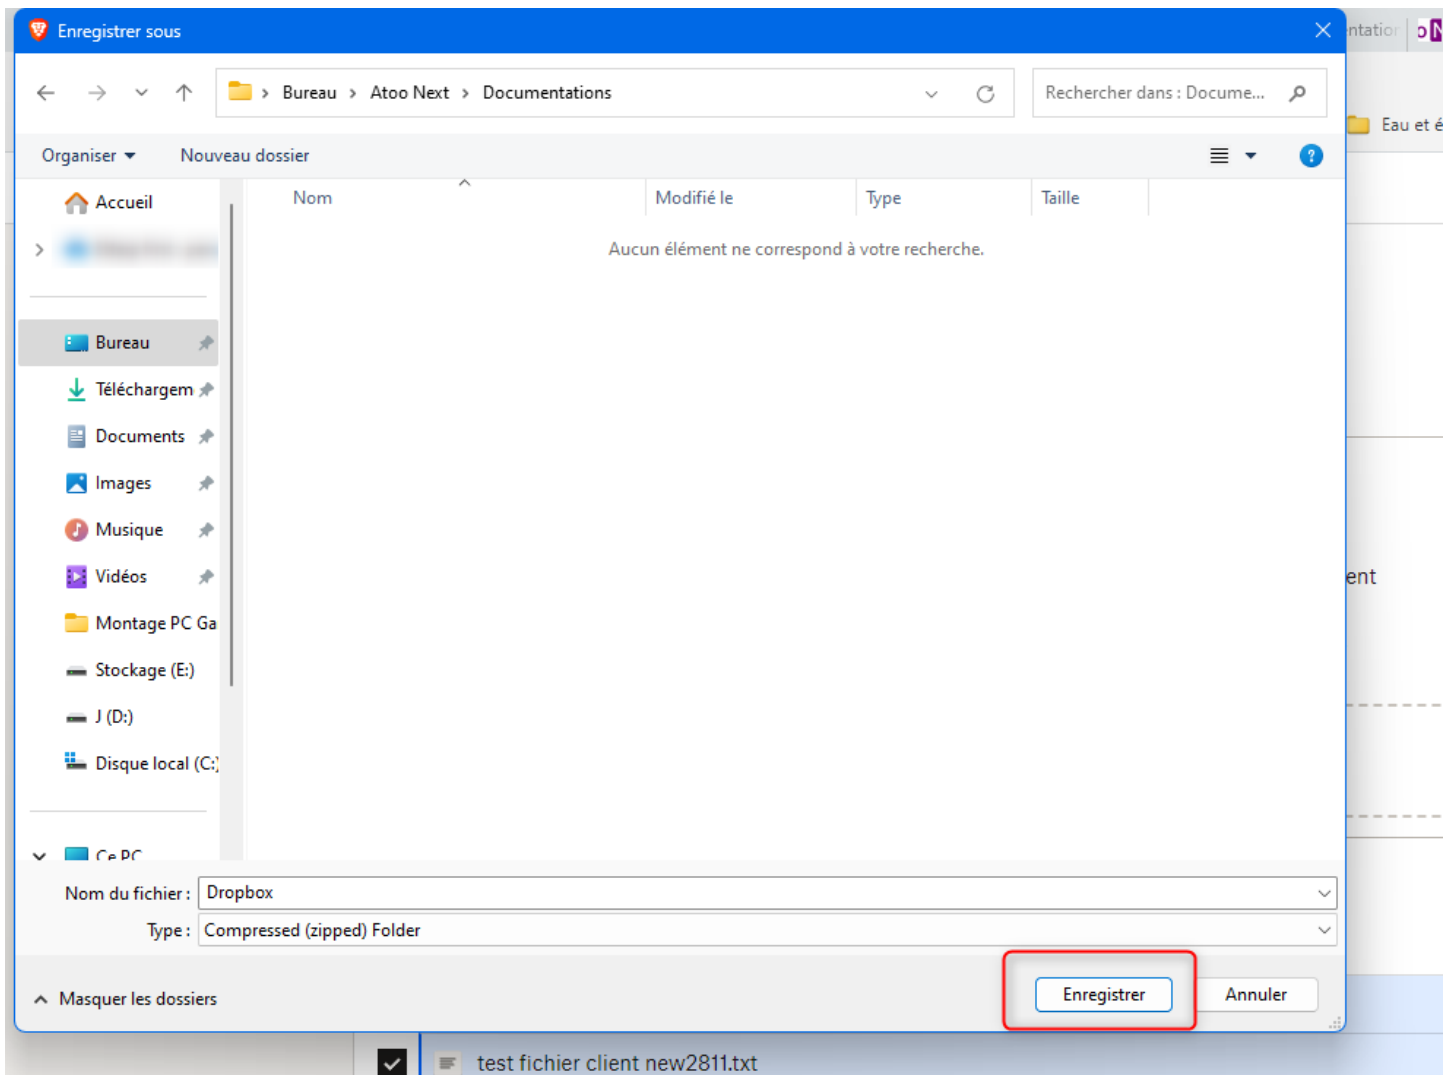 Enregistrer sous
Bureau > Atoo Next > Documentations
Rechercher dans : Docume...
Eau et é
Organiser
Nouveau dossier
Nom
Modifié le
Type
Taille
Aucun élément ne correspond à votre recherche.
Accueil
Bureau
Téléchargem
Documents
Images
Musique
Vidéos
Montage PC Ga
Stockage (E:)
J (D:)
Disque local (C:)
Ce PC
ent
Nom du fichier : Dropbox
Type : Compressed (zipped) Folder
Masquer les dossiers
Enregistrer
Annuler
test fichier client new2811.txt